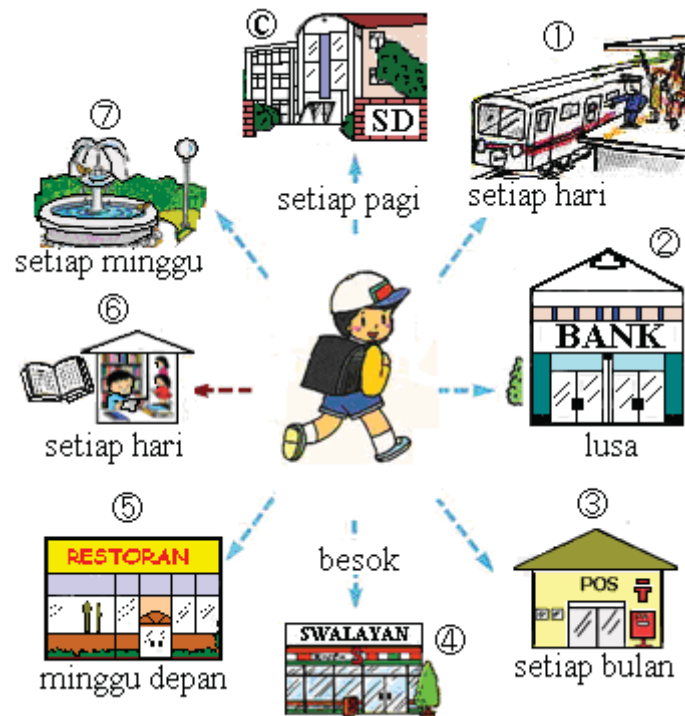 Ⓒ
SD
setiap pagi
①
setiap hari
②
BANK
lusa
③
POS
〒
setiap bulan
besok
SWALAYAN
④
⑤
RESTORAN
minggu depan
⑥
setiap hari
⑦
setiap minggu